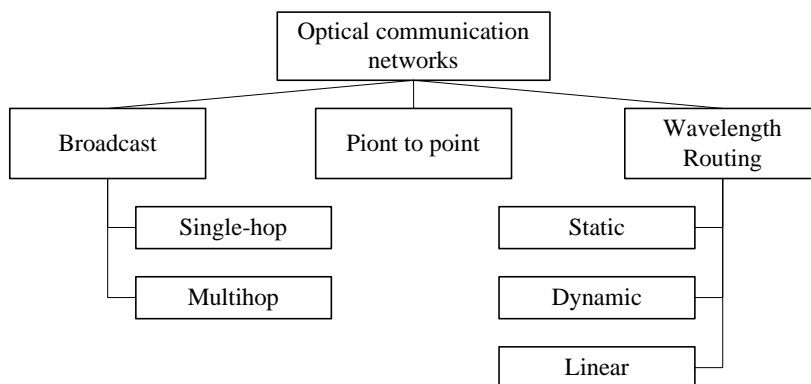 Optical communication
networks
Broadcast
Piont to point
Wavelength
Routing
Single-hop
Static
Multihop
Dynamic
Linear